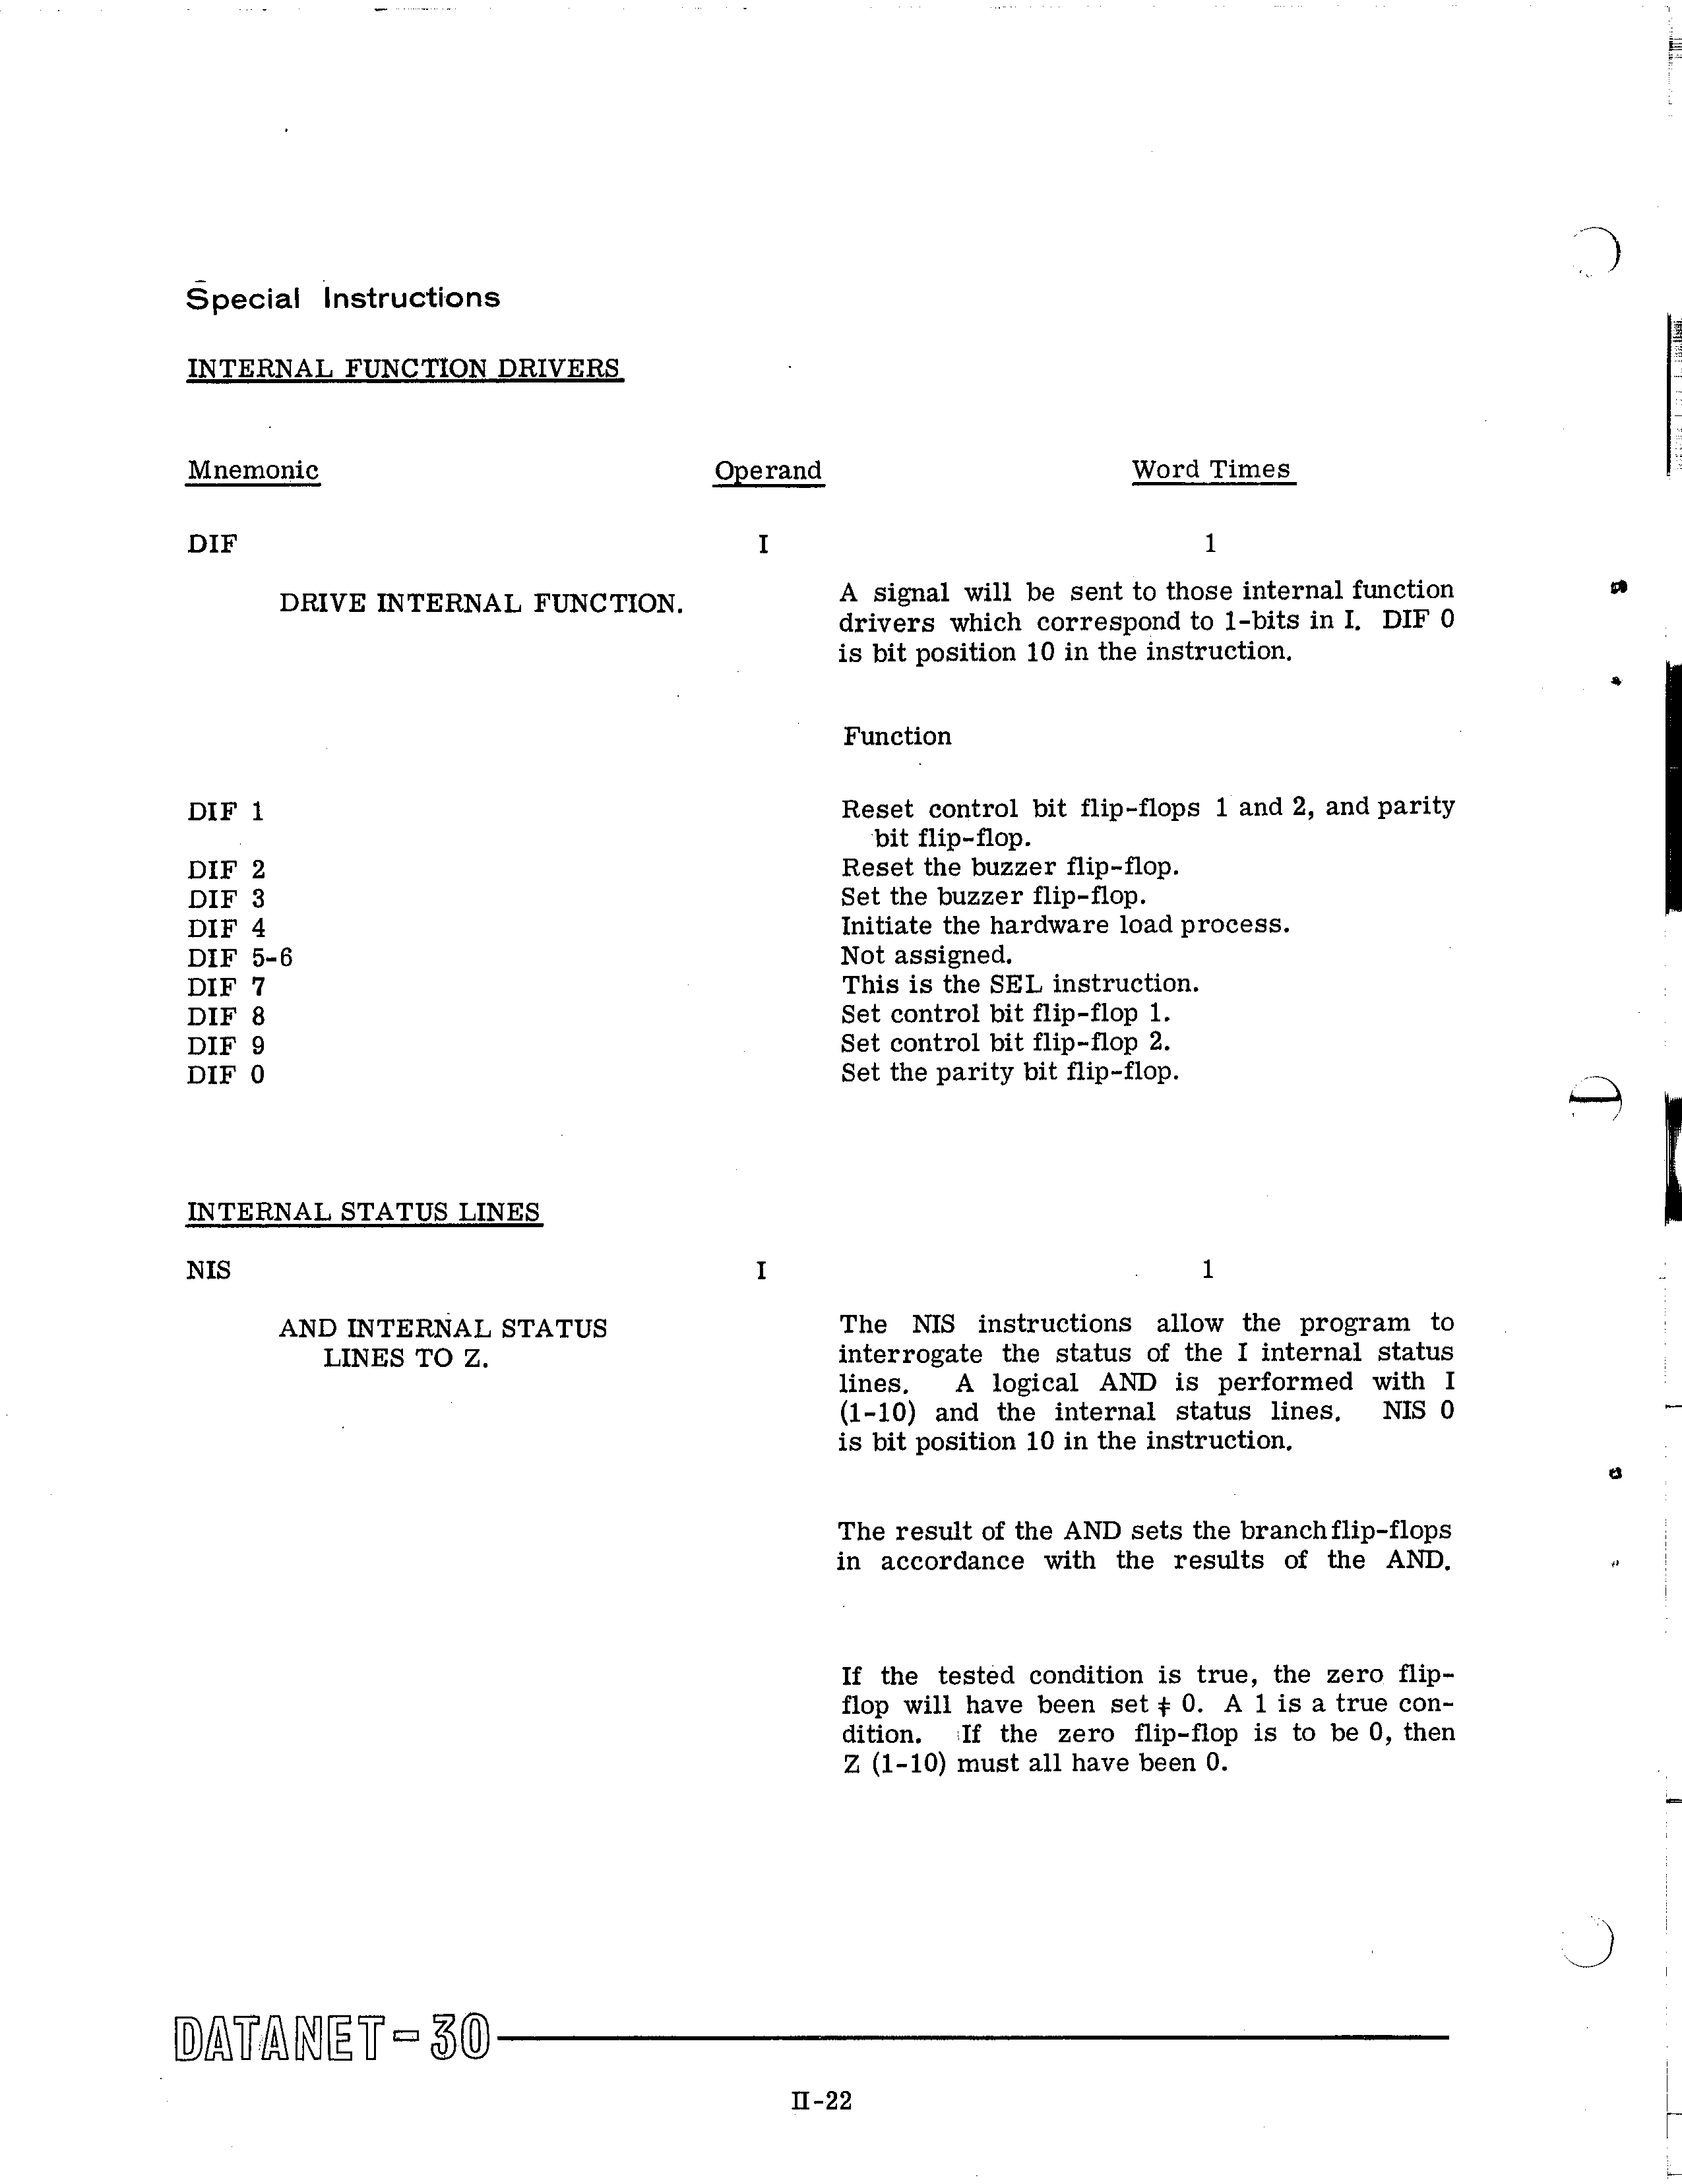 Special Instructions
INTERNAL FUNCTION DRIVERS
Mnemonic Operand Word Times
DIF I 1
DRIVE INTERNAL FUNCTION.
A signal will be sent to those internal function
drivers which correspond to 1-bits in I. DIF 0
is bit position 10 in the instruction.
Function
DIF 1 Reset control bit flip-flops 1 and 2, and parity
bit flip-flop.
DIF 2 Reset the buzzer flip-flop.
DIF 3 Set the buzzer flip-flop.
DIF 4 Initiate the hardware load process.
DIF 5-6 Not assigned.
DIF 7 This is the SEL instruction.
DIF 8 Set control bit flip-flop 1.
DIF 9 Set control bit flip-flop 2.
DIF 0 Set the parity bit flip-flop.
INTERNAL STATUS LINES
NIS I 1
AND INTERNAL STATUS
LINES TO Z.
The NIS instructions allow the program to
interrogate the status of the I internal status
lines. A logical AND is performed with I
(1-10) and the internal status lines. NIS 0
is bit position 10 in the instruction.
The result of the AND sets the branch flip-flops
in accordance with the results of the AND.
If the tested condition is true, the zero flip-
flop will have been set ≠ 0. A 1 is a true con-
dition. If the zero flip-flop is to be 0, then
Z (1-10) must all have been 0.
DATANET-30
II-22